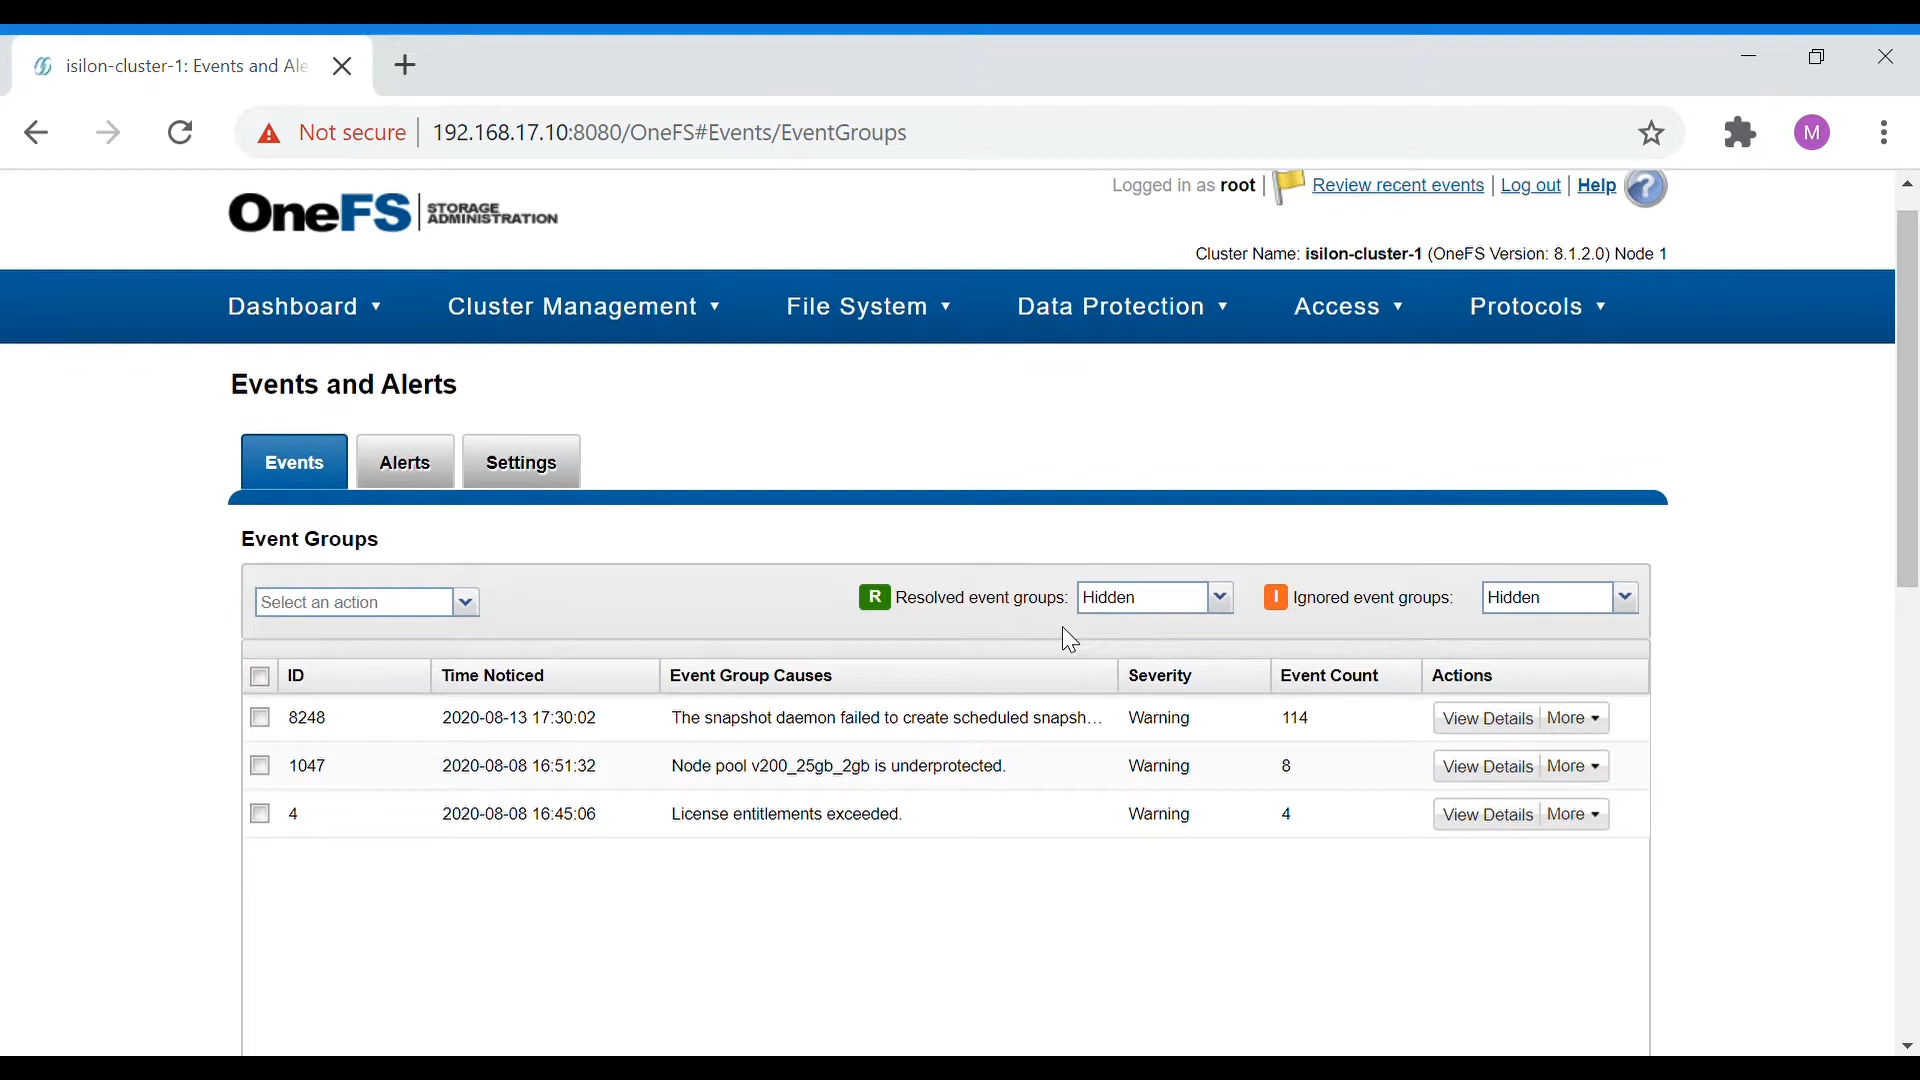 isilon-cluster-1: Events and Ale
Not secure 192.168.17.10:8080/OneFS#Events/EventGroups
M
Logged in as root | Review recent events | Log out | Help ?
OneFS STORAGE ADMINISTRATION
Cluster Name: isilon-cluster-1 (OneFS Version: 8.1.2.0) Node 1
Dashboard Cluster Management File System Data Protection Access Protocols
Events and Alerts
Events Alerts Settings
Event Groups
Select an action R Resolved event groups: Hidden I Ignored event groups: Hidden
ID Time Noticed Event Group Causes Severity Event Count Actions
8248 2020-08-13 17:30:02 The snapshot daemon failed to create scheduled snapsh... Warning 114 View Details More
1047 2020-08-08 16:51:32 Node pool v200_25gb_2gb is underprotected. Warning 8 View Details More
4 2020-08-08 16:45:06 License entitlements exceeded. Warning 4 View Details More